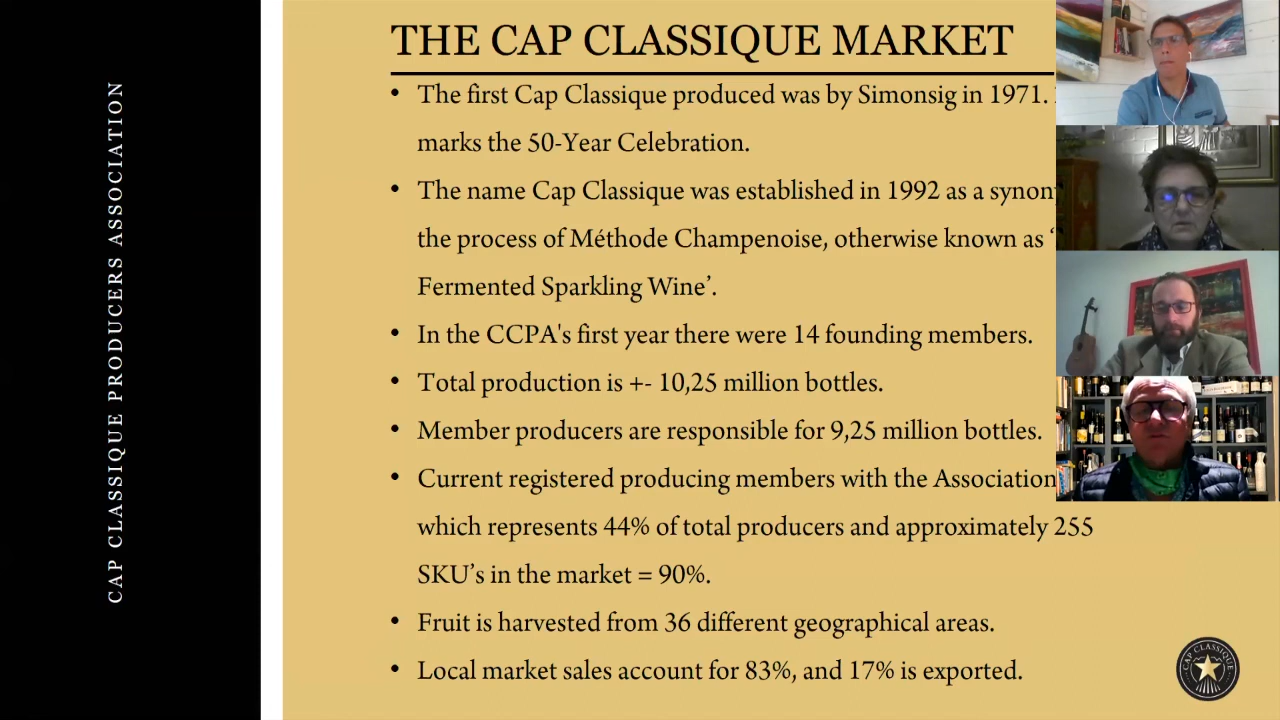 THE CAP CLASSIQUE MARKET
• The first Cap Classique produced was by Simonsig in 1971.
marks the 50-Year Celebration.
• The name Cap Classique was established in 1992 as a
the process of Méthode Champenoise, otherwise known as ‘
Fermented Sparkling Wine’.
• In the CCPA's first year there were 14 founding members.
• Total production is +- 10,25 million bottles.
• Member producers are responsible for 9,25 million bottles.
• Current registered producing members with the Association
which represents 44% of total producers and approximately 255
SKU’s in the market = 90%.
• Fruit is harvested from 36 different geographical areas.
• Local market sales account for 83%, and 17% is exported.
CAP CLASSIQUE PRODUCERS ASSOCIATION
CAP CLASSIQUE